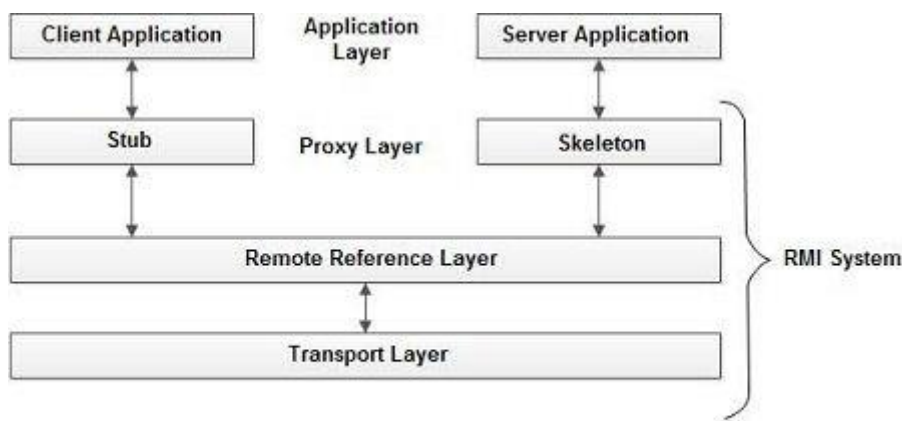 Client Application
Application
Layer
Server Application
Stub
Proxy Layer
Skeleton
Remote Reference Layer
RMI System
Transport Layer